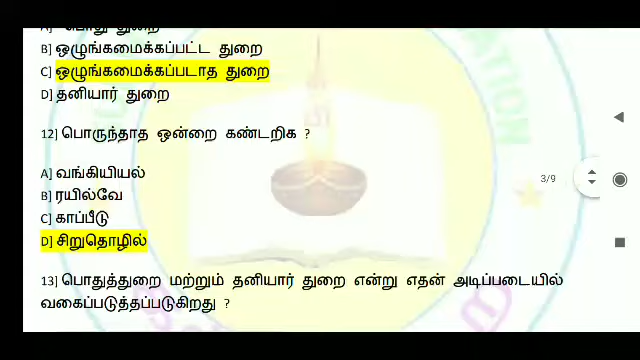 A] பொது துறை
B] ஒழுங்கமைக்கப்பட்ட துறை
C] ஒழுங்கமைக்கப்படாத துறை
D] தனியார் துறை
12] பொருந்தாத ஒன்றை கண்டறிக ?
A] வங்கியியல்
B] ரயில்வே
C] காப்பீடு
D] சிறுதொழில்
3/9
13] பொதுத்துறை மற்றும் தனியார் துறை என்று எதன் அடிப்படையில்
வகைப்படுத்தப்படுகிறது ?